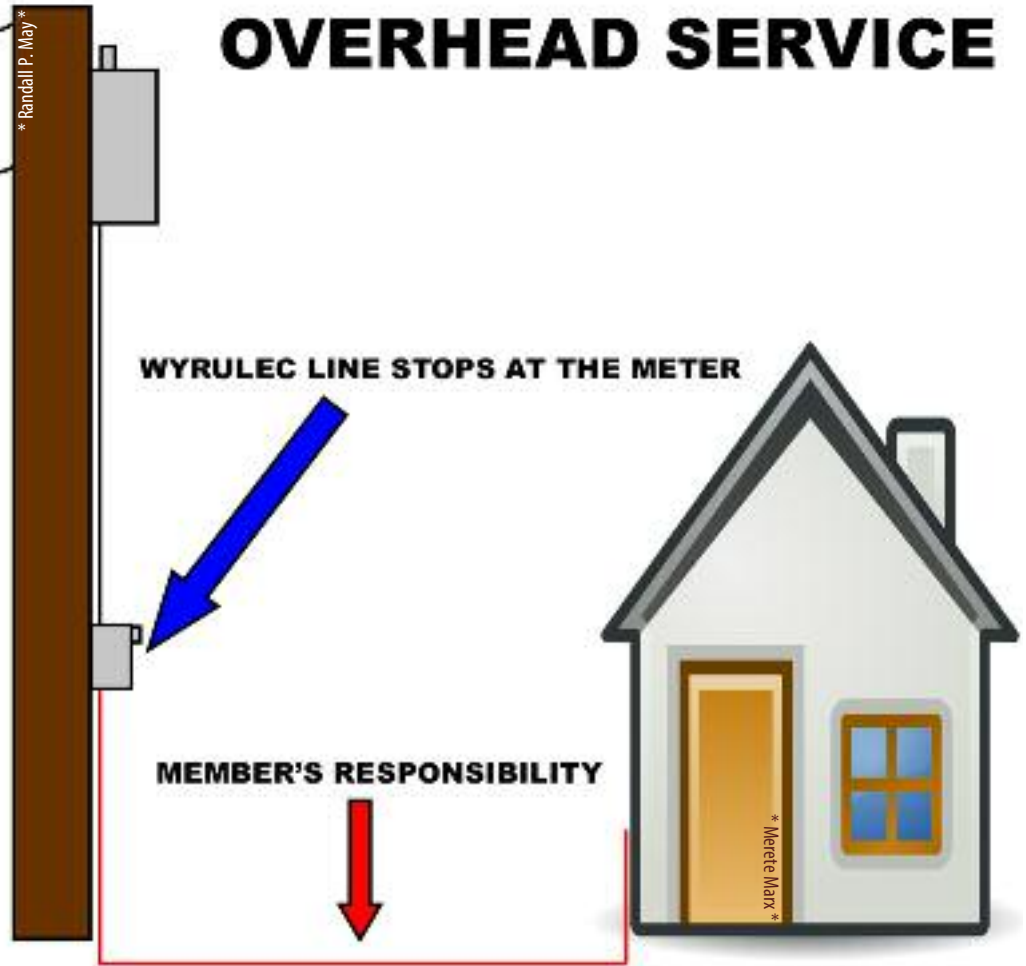 * Randall P. May *
OVERHEAD SERVICE
WYRULEC LINE STOPS AT THE METER
MEMBER'S RESPONSIBILITY
* Merete Marx *